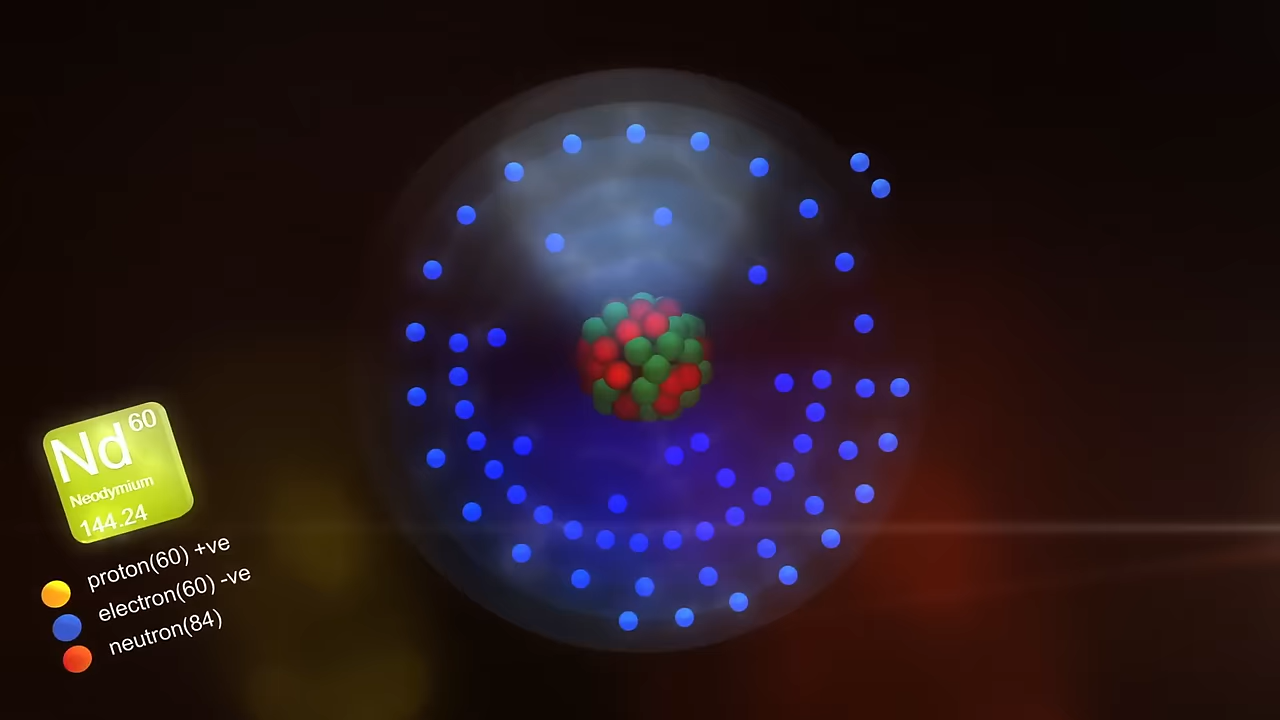 Nd 60
Neodymium
144.24
proton(60) +ve
electron(60) -ve
neutron(84)